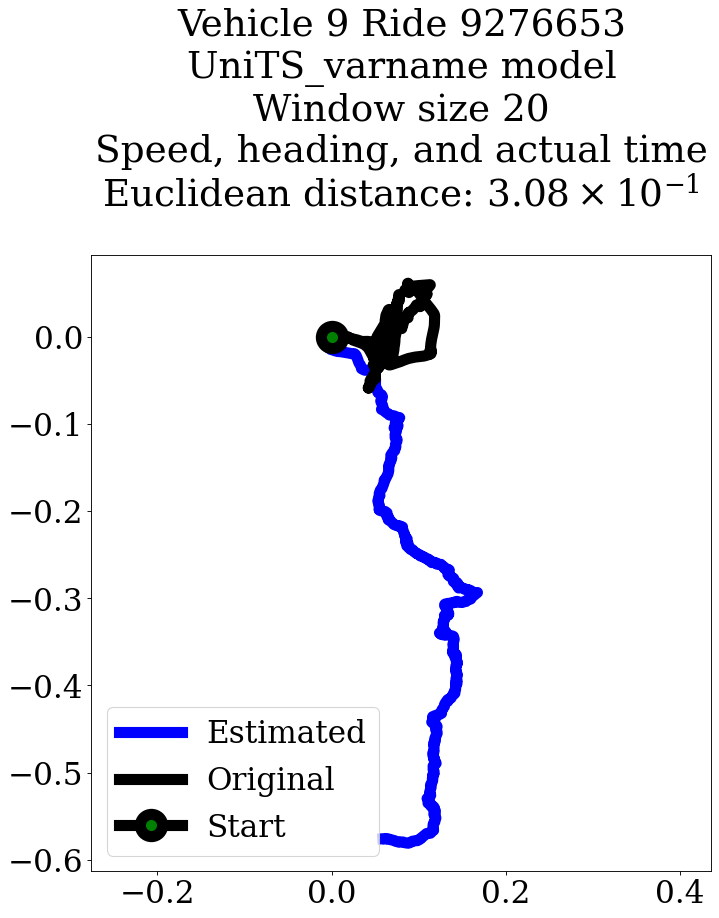 Vehicle 9 Ride 9276653
UniTS_varname model
Window size 20
Speed, heading, and actual time
Euclidean distance: 3.08 × 10⁻¹
0.0
−0.1
−0.2
−0.3
−0.4
−0.5
−0.6
Estimated
Original
Start
−0.2 0.0 0.2 0.4